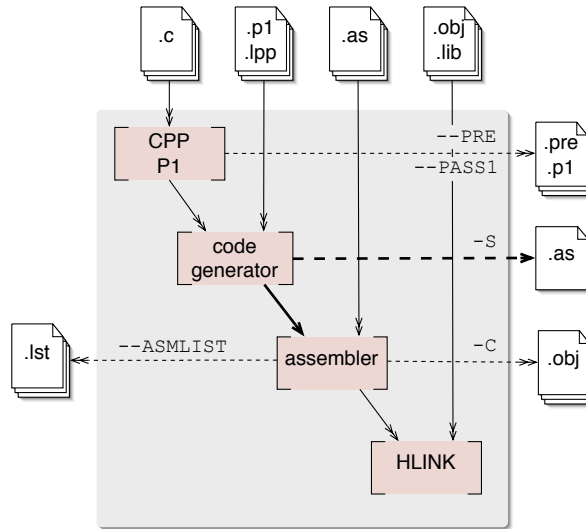 .c
.p1
.lpp
.as
.obj
.lib
CPP
P1
--PRE
--PASS1
.pre
.p1
code
generator
-S
.as
.lst
--ASMLIST
assembler
-C
.obj
HLINK